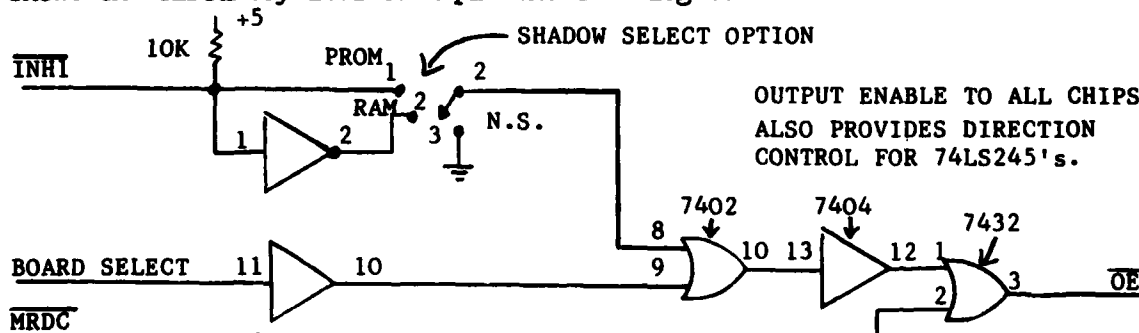 +5
10K
SHADOW SELECT OPTION
INH1
PROM
1
2
RAM
2
3
N.S.
1
2
OUTPUT ENABLE TO ALL CHIPS
ALSO PROVIDES DIRECTION
CONTROL FOR 74LS245's.
7402
7404
7432
8
9
10
13
12
1
2
3
OE
BOARD SELECT
11
10
MRDC